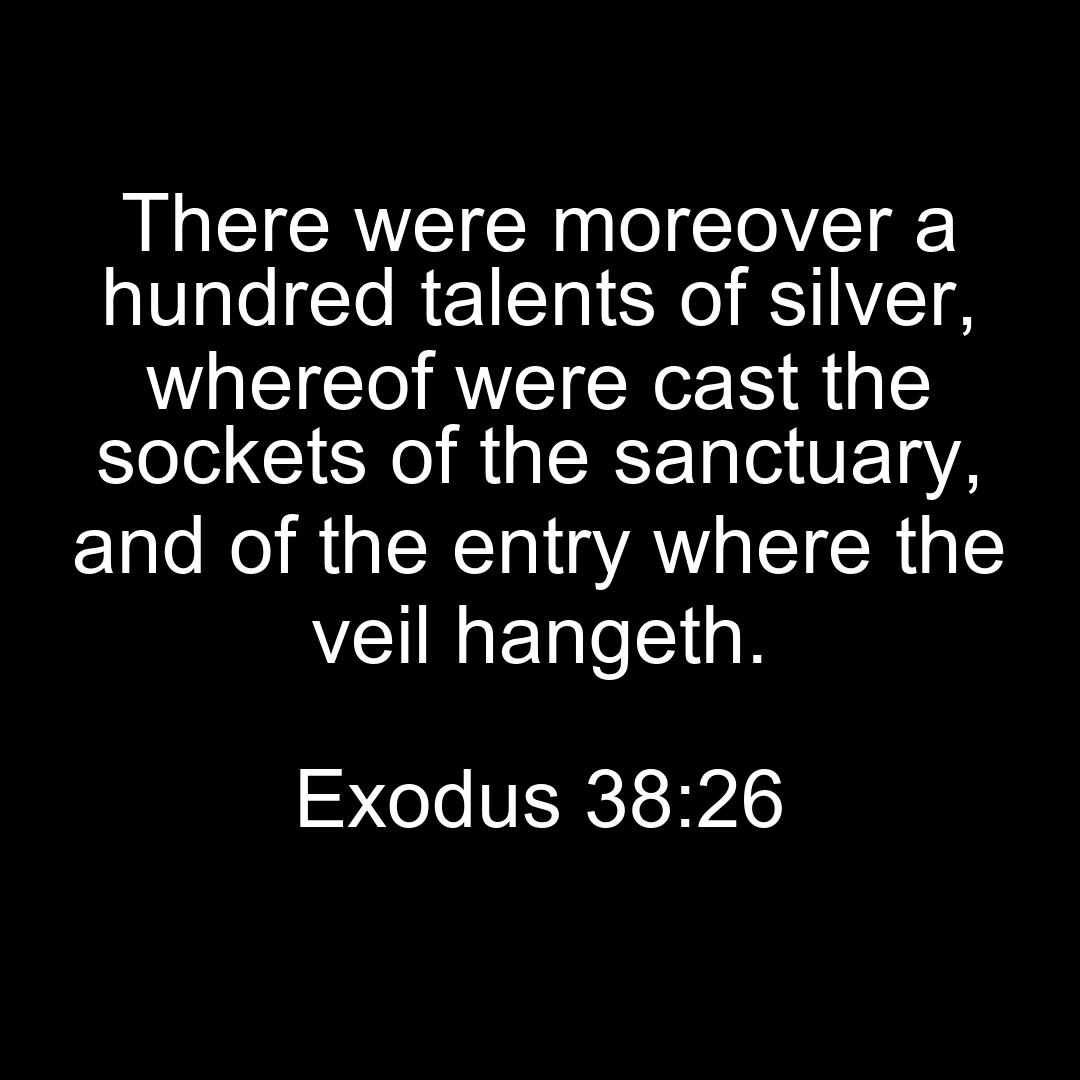 There were moreover a
hundred talents of silver,
whereof were cast the
sockets of the sanctuary,
and of the entry where the
veil hangeth.
Exodus 38:26